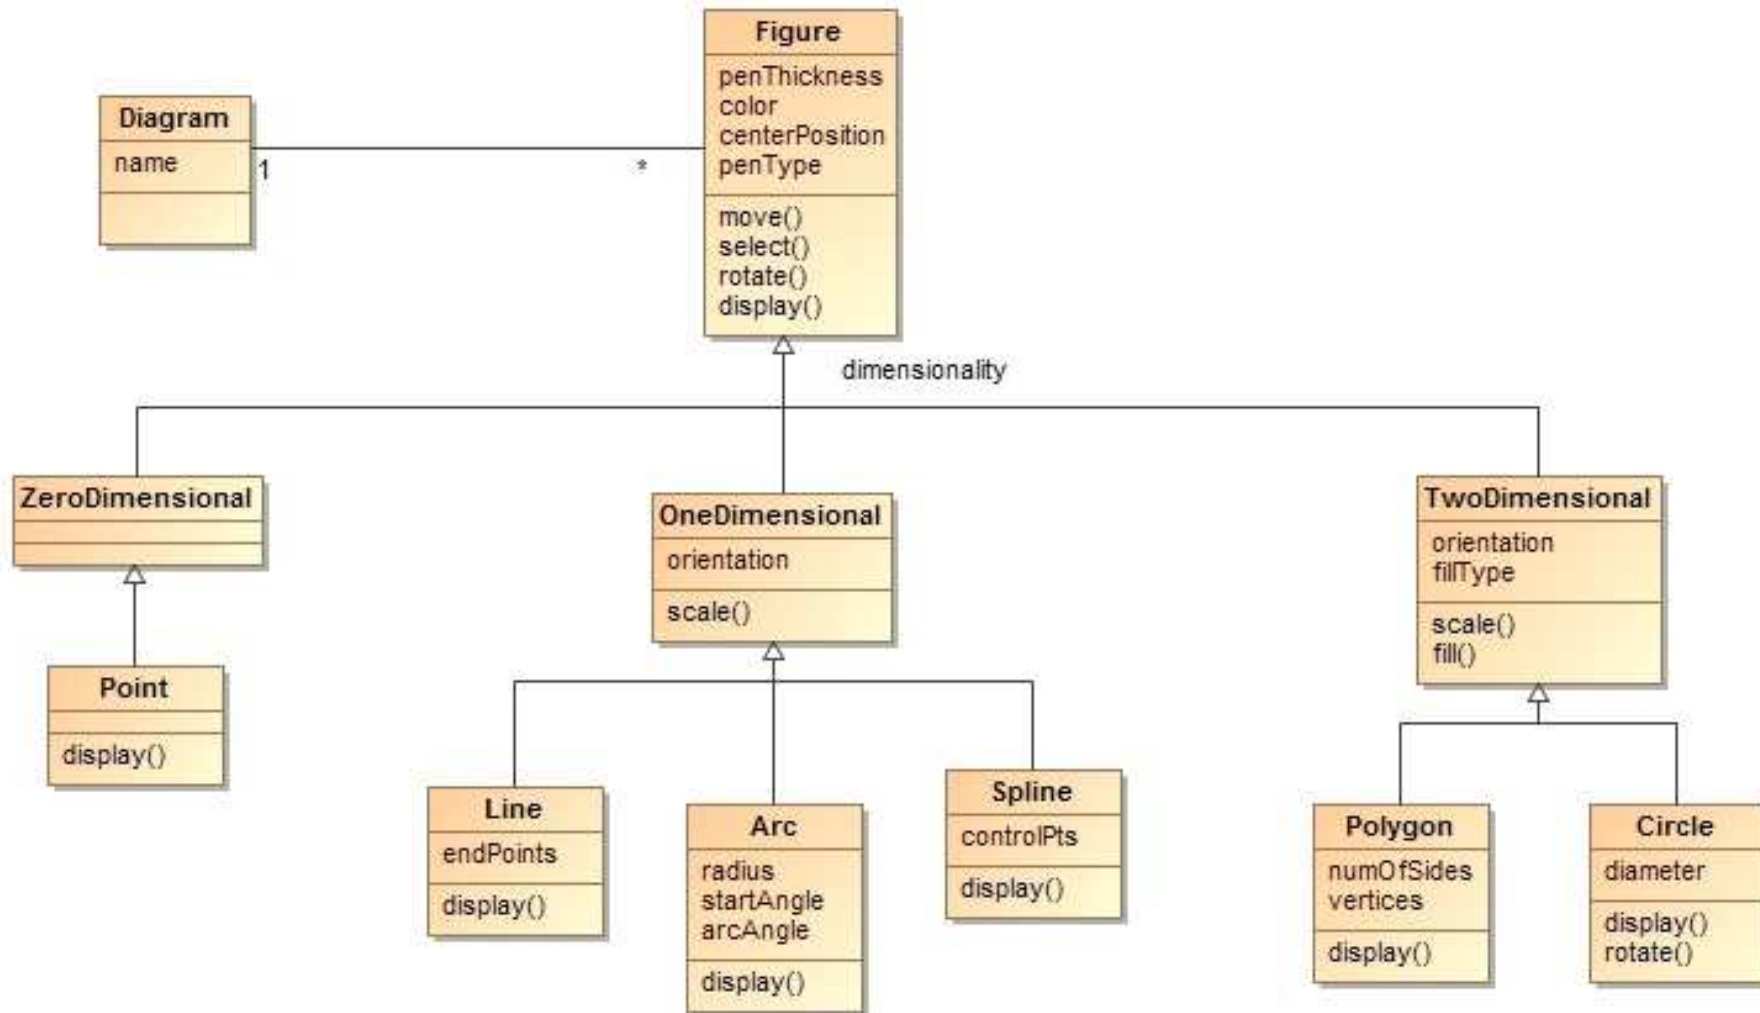 Figure
penThickness
color
centerPosition
penType
move()
select()
rotate()
display()
Diagram
name
1
*
dimensionality
ZeroDimensional
OneDimensional
orientation
scale()
TwoDimensional
orientation
fillType
scale()
fill()
Point
display()
Line
endPoints
display()
Arc
radius
startAngle
arcAngle
display()
Spline
controlPts
display()
Polygon
numOfSides
vertices
display()
Circle
diameter
display()
rotate()